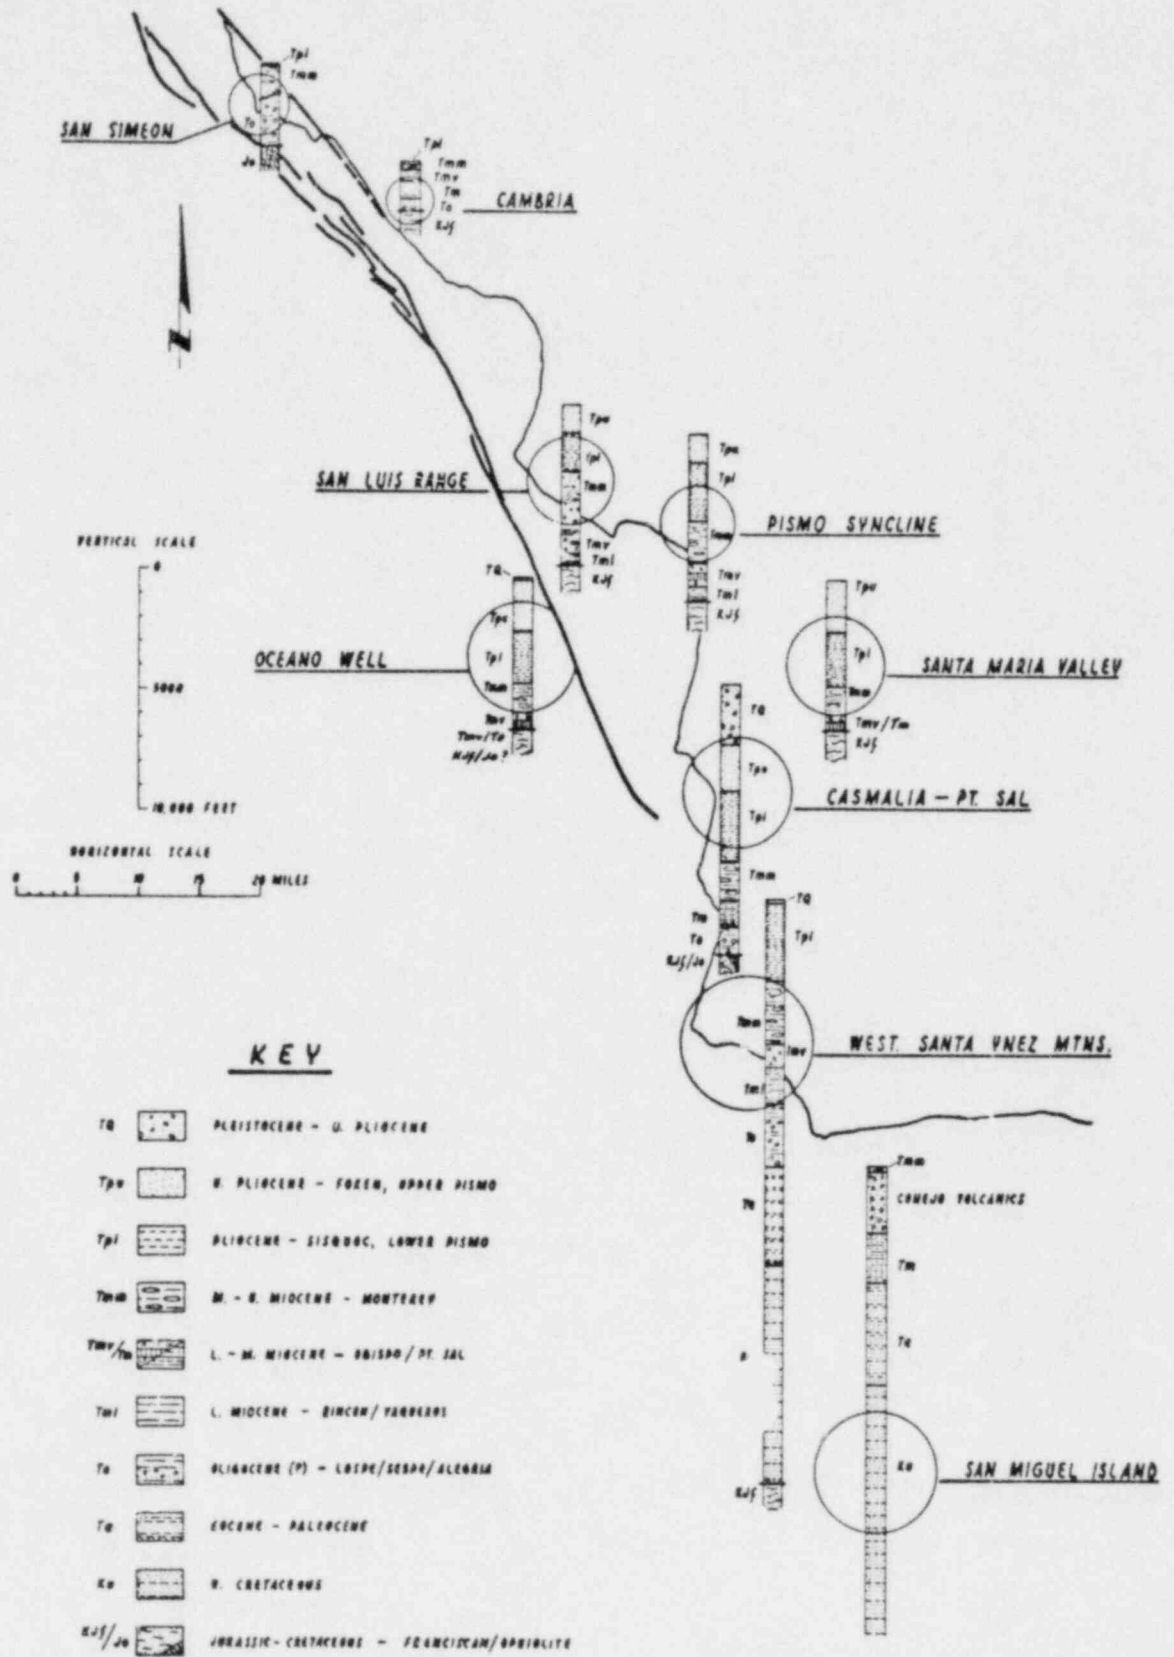 Tpl
Tmm
To
Jo
SAN SIMEON
Tpl
Tmm
Tmv
Tm
To
KJf
CAMBRIA
N
Tpu
Tpl
Tmm
Tmv
Tml
KJf
SAN LUIS RANGE
Tpu
Tpl
Tmm
Tmv
Tml
KJf
PISMO SYNCLINE
VERTICAL SCALE
0
5000
10,000 FEET
HORIZONTAL SCALE
0 5 10 15 20 MILES
TQ
Tpu
Tpl
Tmm
Tmv
Tmv/To
KJf/Jo?
OCEANO WELL
Tpu
Tpl
Tmm
Tmv/Tm
KJf
SANTA MARIA VALLEY
TQ
Tpu
Tpl
Tmm
Tm
To
KJf/Jo
CASMALIA - PT. SAL
TQ
Tpl
Tmm
Tmv
Tml
To
KJf
WEST. SANTA YNEZ MTNS.
Tmm
CONEJO VOLCANICS
Tm
Ku
SAN MIGUEL ISLAND
KEY
TQ PLEISTOCENE - U. PLIOCENE
Tpu U. PLIOCENE - FOXEN, UPPER PISMO
Tpl PLIOCENE - SISQUOC, LOWER PISMO
Tmm M. - U. MIOCENE - MONTEREY
Tmv/Tm L. - M. MIOCENE - OBISPO/PT. SAL
Tml L. MIOCENE - RINCON/VAQUEROS
To OLIGOCENE (?) - LOSPE/SESPE/ALEGRIA
EOCENE - PALEOCENE
Ku U. CRETACEOUS
KJf/Jo JURASSIC-CRETACEOUS - FRANCISCAN/OPHIOLITE